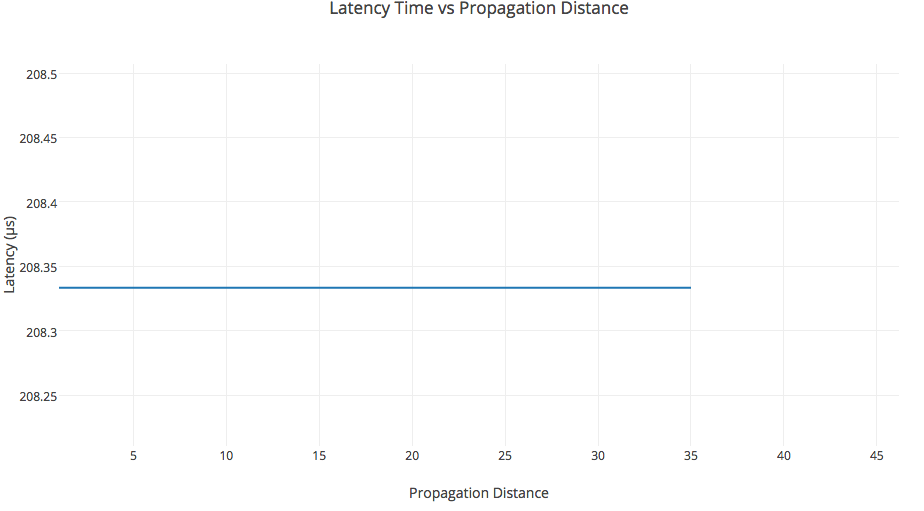 Latency Time vs Propagation Distance
208.5
208.45
208.4
208.35
208.3
208.25
Latency (µs)
5 10 15 20 25 30 35 40 45
Propagation Distance